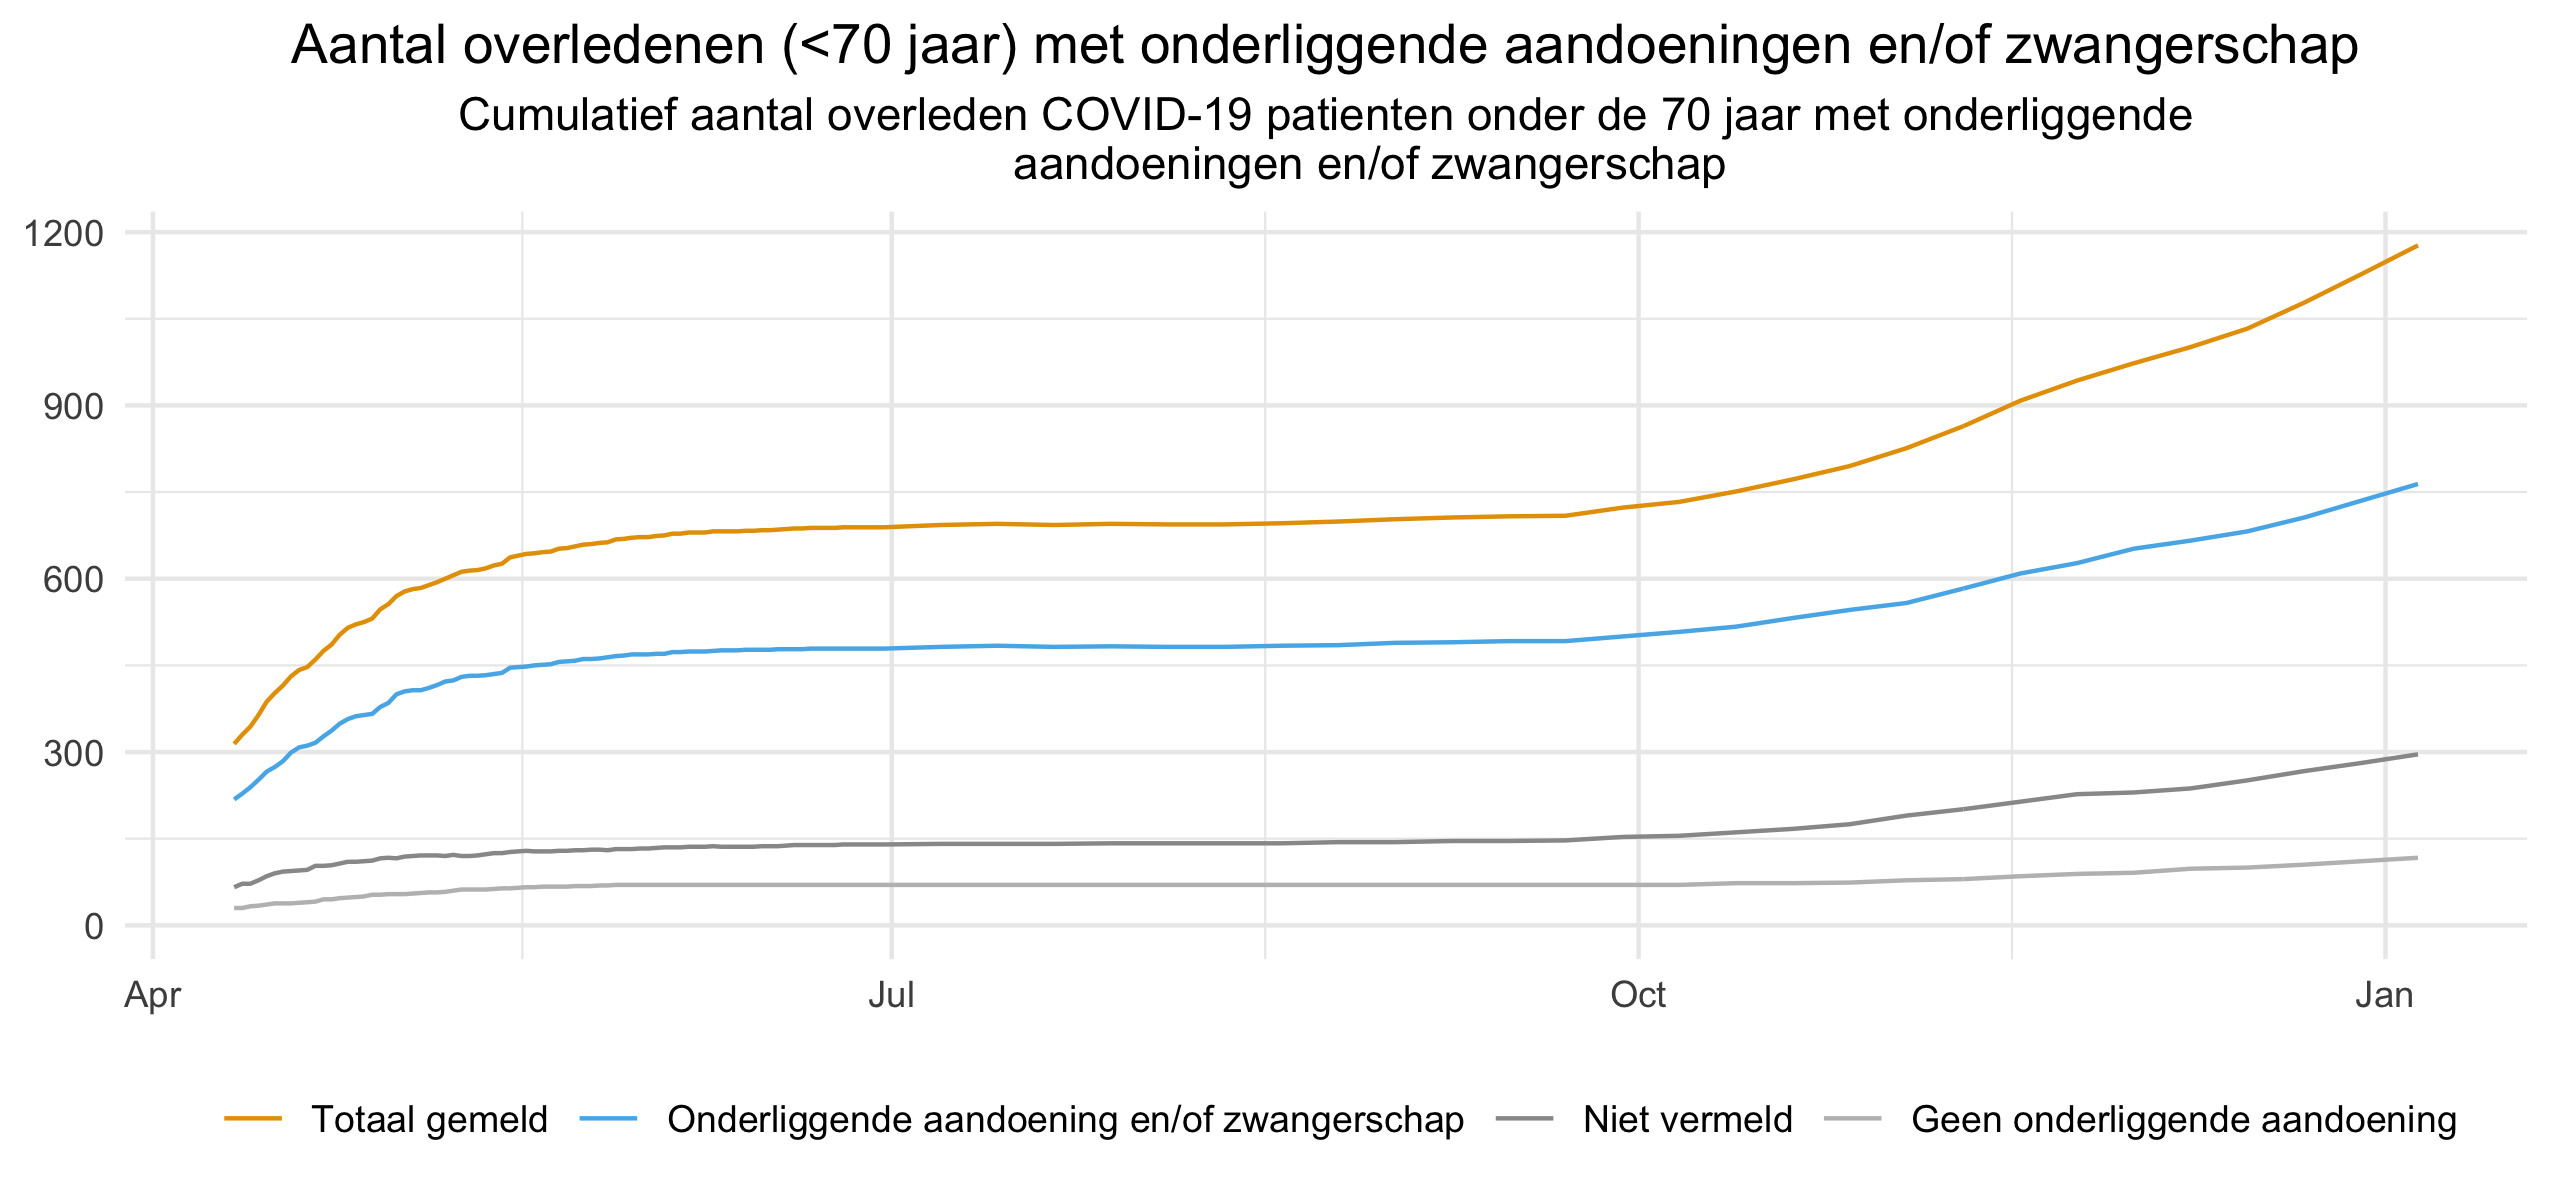 Aantal overledenen (<70 jaar) met onderliggende aandoeningen en/of zwangerschap
Cumulatief aantal overleden COVID-19 patienten onder de 70 jaar met onderliggende
aandoeningen en/of zwangerschap
1200
900
600
300
0
Apr Jul Oct Jan
Totaal gemeld Onderliggende aandoening en/of zwangerschap Niet vermeld Geen onderliggende aandoening